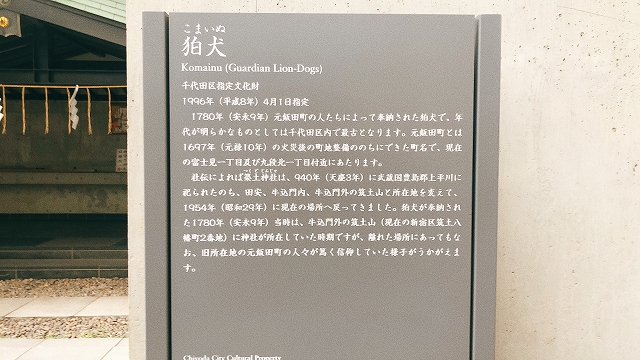 こまいぬ
狛犬
Komainu (Guardian Lion-Dogs)
千代田区指定文化財
1996年（平成8年）4月1日指定
1780年（安永9年）元飯田町の人たちによって奉納された狛犬で、年
代が明らかなものとしては千代田区内で最古となります。元飯田町とは
1697年（元禄10年）の火災後の町地整備ののちにできた町名で、現在
の富士見一丁目及び九段北一丁目付近にあたります。
つくどじんじゃ
社伝によれば築土神社は、940年（天慶3年）に武蔵国豊島郡上平川に
祀られたのち、田安、牛込門内、牛込門外の筑土山と所在地を変えて、
1954年（昭和29年）に現在の場所へ戻ってきました。狛犬が奉納され
た1780年（安永9年）当時は、牛込門外の筑土山（現在の新宿区筑土八
幡町2番地）に神社が所在していた時期ですが、離れた場所にあってもな
お、旧所在地の元飯田町の人々が篤く信仰していた様子がうかがえま
す。
Chiyoda City Cultural Property